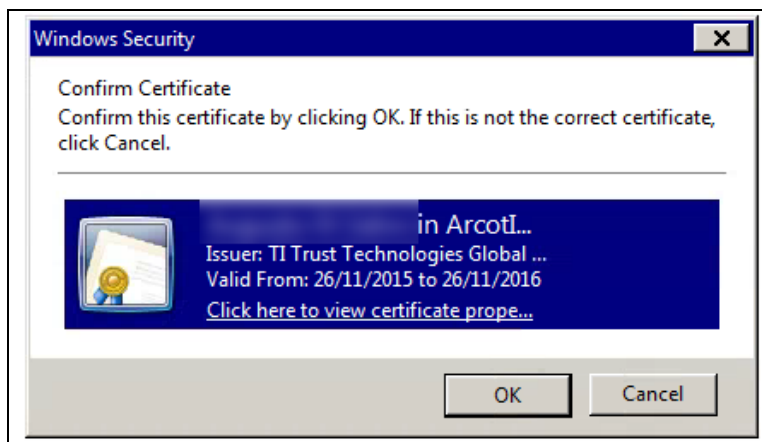 Windows Security
Confirm Certificate
Confirm this certificate by clicking OK. If this is not the correct certificate,
click Cancel.
in ArcotI...
Issuer: TI Trust Technologies Global ...
Valid From: 26/11/2015 to 26/11/2016
Click here to view certificate prope...
OK
Cancel